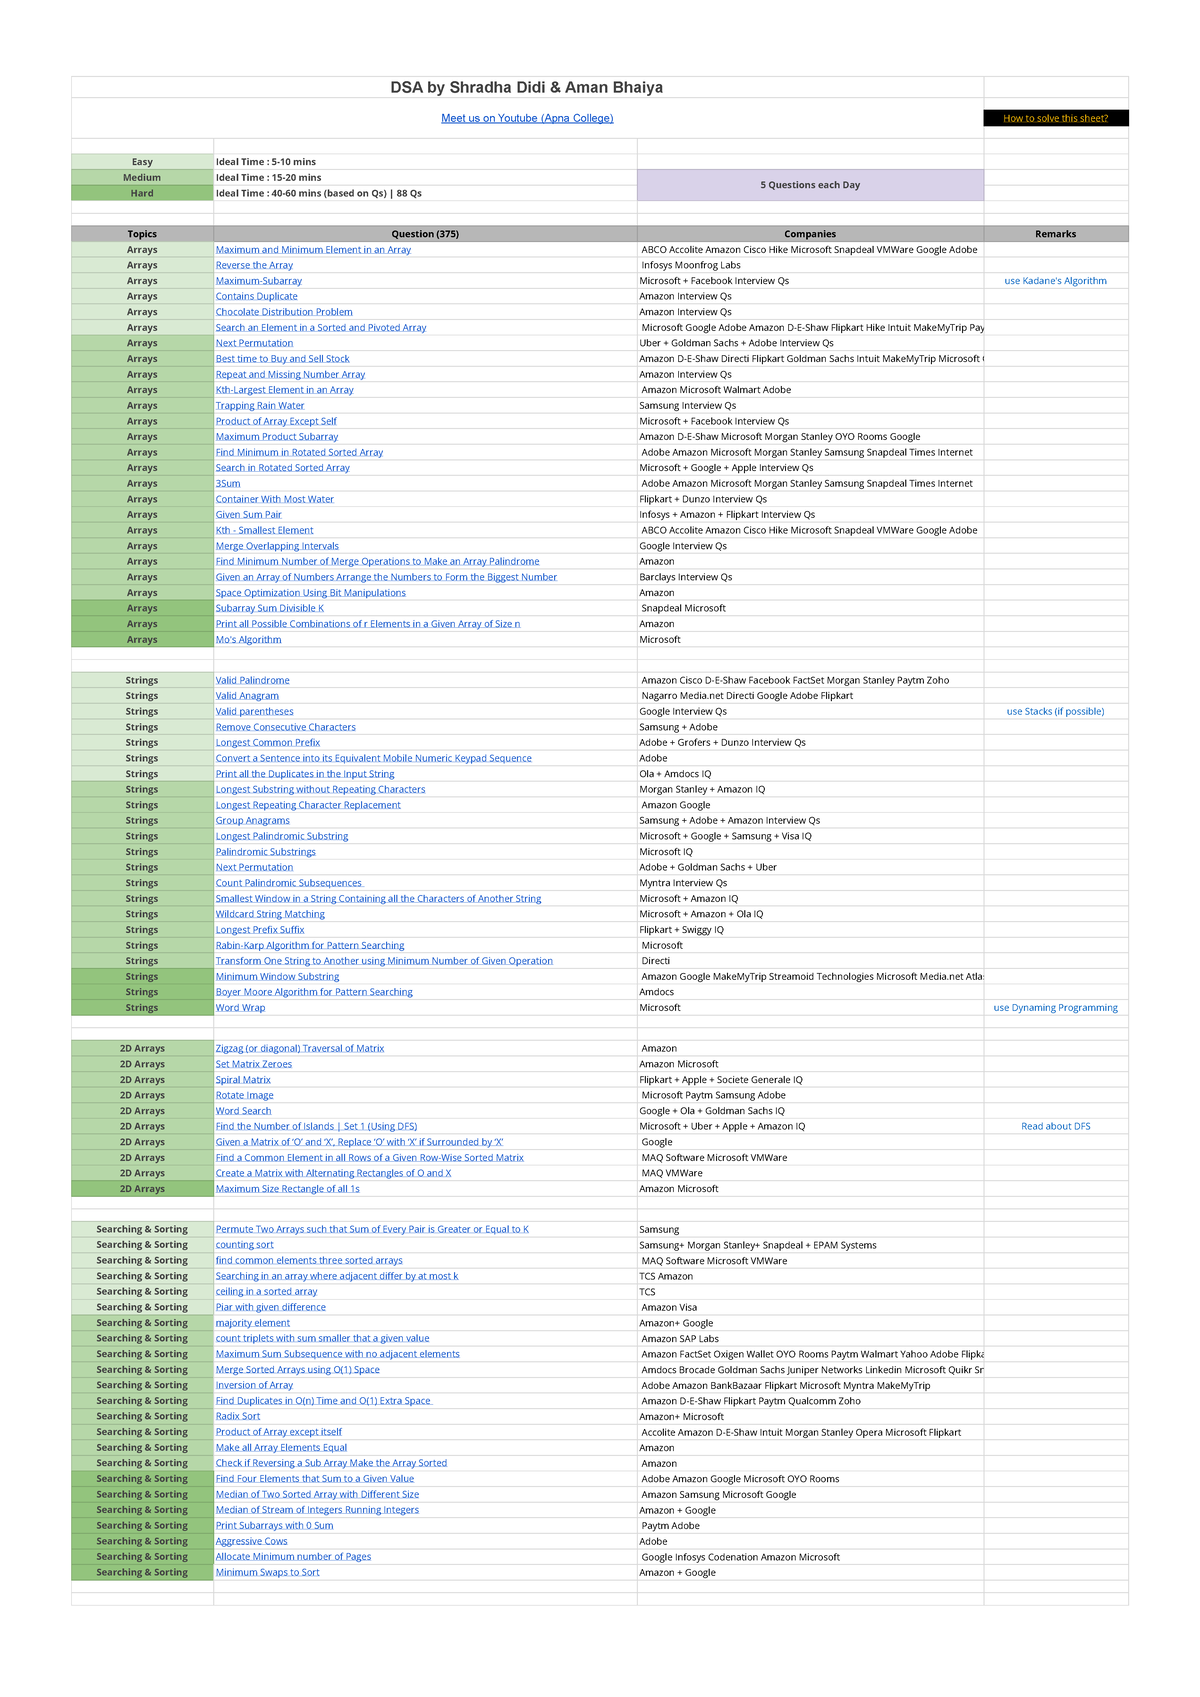 DSA by Shradha Didi & Aman Bhaiya
Meet us on Youtube (Apna College) How to solve this sheet?
Easy Ideal Time : 5-10 mins
Medium Ideal Time : 15-20 mins
5 Questions each Day
Hard Ideal Time : 40-60 mins (based on Qs) | 88 Qs
Topics Question (375) Companies Remarks
Arrays Maximum and Minimum Element in an Array ABCO Accolite Amazon Cisco Hike Microsoft Snapdeal VMWare Google Adobe
Arrays Reverse the Array Infosys Moonfrog Labs
Arrays Maximum-Subarray Microsoft + Facebook Interview Qs use Kadane's Algorithm
Arrays Contains Duplicate Amazon Interview Qs
Arrays Chocolate Distribution Problem Amazon Interview Qs
Arrays Search an Element in a Sorted and Pivoted Array Microsoft Google Adobe Amazon D-E-Shaw Flipkart Hike Intuit MakeMyTrip Pay
Arrays Next Permutation Uber + Goldman Sachs + Adobe Interview Qs
Arrays Best time to Buy and Sell Stock Amazon D-E-Shaw Directi Flipkart Goldman Sachs Intuit MakeMyTrip Microsoft
Arrays Repeat and Missing Number Array Amazon Interview Qs
Arrays Kth-Largest Element in an Array Amazon Microsoft Walmart Adobe
Arrays Trapping Rain Water Samsung Interview Qs
Arrays Product of Array Except Self Microsoft + Facebook Interview Qs
Arrays Maximum Product Subarray Amazon D-E-Shaw Microsoft Morgan Stanley OYO Rooms Google
Arrays Find Minimum in Rotated Sorted Array Adobe Amazon Microsoft Morgan Stanley Samsung Snapdeal Times Internet
Arrays Search in Rotated Sorted Array Microsoft + Google + Apple Interview Qs
Arrays 3Sum Adobe Amazon Microsoft Morgan Stanley Samsung Snapdeal Times Internet
Arrays Container With Most Water Flipkart + Dunzo Interview Qs
Arrays Given Sum Pair Infosys + Amazon + Flipkart Interview Qs
Arrays Kth - Smallest Element ABCO Accolite Amazon Cisco Hike Microsoft Snapdeal VMWare Google Adobe
Arrays Merge Overlapping Intervals Google Interview Qs
Arrays Find Minimum Number of Merge Operations to Make an Array Palindrome Amazon
Arrays Given an Array of Numbers Arrange the Numbers to Form the Biggest Number Barclays Interview Qs
Arrays Space Optimization Using Bit Manipulations Amazon
Arrays Subarray Sum Divisible K Snapdeal Microsoft
Arrays Print all Possible Combinations of r Elements in a Given Array of Size n Amazon
Arrays Mo's Algorithm Microsoft
Strings Valid Palindrome Amazon Cisco D-E-Shaw Facebook FactSet Morgan Stanley Paytm Zoho
Strings Valid Anagram Nagarro Media.net Directi Google Adobe Flipkart
Strings Valid parentheses Google Interview Qs use Stacks (if possible)
Strings Remove Consecutive Characters Samsung + Adobe
Strings Longest Common Prefix Adobe + Grofers + Dunzo Interview Qs
Strings Convert a Sentence into its Equivalent Mobile Numeric Keypad Sequence Adobe
Strings Print all the Duplicates in the Input String Ola + Amdocs IQ
Strings Longest Substring without Repeating Characters Morgan Stanley + Amazon IQ
Strings Longest Repeating Character Replacement Amazon Google
Strings Group Anagrams Samsung + Adobe + Amazon Interview Qs
Strings Longest Palindromic Substring Microsoft + Google + Samsung + Visa IQ
Strings Palindromic Substrings Microsoft IQ
Strings Next Permutation Adobe + Goldman Sachs + Uber
Strings Count Palindromic Subsequences Myntra Interview Qs
Strings Smallest Window in a String Containing all the Characters of Another String Microsoft + Amazon IQ
Strings Wildcard String Matching Microsoft + Amazon + Ola IQ
Strings Longest Prefix Suffix Flipkart + Swiggy IQ
Strings Rabin-Karp Algorithm for Pattern Searching Microsoft
Strings Transform One String to Another using Minimum Number of Given Operation Directi
Strings Minimum Window Substring Amazon Google MakeMyTrip Streamoid Technologies Microsoft Media.net Atla
Strings Boyer Moore Algorithm for Pattern Searching Amdocs
Strings Word Wrap Microsoft use Dynaming Programming
2D Arrays Zigzag (or diagonal) Traversal of Matrix Amazon
2D Arrays Set Matrix Zeroes Amazon Microsoft
2D Arrays Spiral Matrix Flipkart + Apple + Societe Generale IQ
2D Arrays Rotate Image Microsoft Paytm Samsung Adobe
2D Arrays Word Search Google + Ola + Goldman Sachs IQ
2D Arrays Find the Number of Islands | Set 1 (Using DFS) Microsoft + Uber + Apple + Amazon IQ Read about DFS
2D Arrays Given a Matrix of ‘O’ and ‘X’, Replace ‘O’ with ‘X’ if Surrounded by ‘X’ Google
2D Arrays Find a Common Element in all Rows of a Given Row-Wise Sorted Matrix MAQ Software Microsoft VMWare
2D Arrays Create a Matrix with Alternating Rectangles of O and X MAQ VMWare
2D Arrays Maximum Size Rectangle of all 1s Amazon Microsoft
Searching & Sorting Permute Two Arrays such that Sum of Every Pair is Greater or Equal to K Samsung
Searching & Sorting counting sort Samsung+ Morgan Stanley+ Snapdeal + EPAM Systems
Searching & Sorting find common elements three sorted arrays MAQ Software Microsoft VMWare
Searching & Sorting Searching in an array where adjacent differ by at most k TCS Amazon
Searching & Sorting ceiling in a sorted array TCS
Searching & Sorting Piar with given difference Amazon Visa
Searching & Sorting majority element Amazon+ Google
Searching & Sorting count triplets with sum smaller that a given value Amazon SAP Labs
Searching & Sorting Maximum Sum Subsequence with no adjacent elements Amazon FactSet Oxigen Wallet OYO Rooms Paytm Walmart Yahoo Adobe Flipka
Searching & Sorting Merge Sorted Arrays using O(1) Space Amdocs Brocade Goldman Sachs Juniper Networks Linkedin Microsoft Quikr Sn
Searching & Sorting Inversion of Array Adobe Amazon BankBazaar Flipkart Microsoft Myntra MakeMyTrip
Searching & Sorting Find Duplicates in O(n) Time and O(1) Extra Space Amazon D-E-Shaw Flipkart Paytm Qualcomm Zoho
Searching & Sorting Radix Sort Amazon+ Microsoft
Searching & Sorting Product of Array except itself Accolite Amazon D-E-Shaw Intuit Morgan Stanley Opera Microsoft Flipkart
Searching & Sorting Make all Array Elements Equal Amazon
Searching & Sorting Check if Reversing a Sub Array Make the Array Sorted Amazon
Searching & Sorting Find Four Elements that Sum to a Given Value Adobe Amazon Google Microsoft OYO Rooms
Searching & Sorting Median of Two Sorted Array with Different Size Amazon Samsung Microsoft Google
Searching & Sorting Median of Stream of Integers Running Integers Amazon + Google
Searching & Sorting Print Subarrays with 0 Sum Paytm Adobe
Searching & Sorting Aggressive Cows Adobe
Searching & Sorting Allocate Minimum number of Pages Google Infosys Codenation Amazon Microsoft
Searching & Sorting Minimum Swaps to Sort Amazon + Google